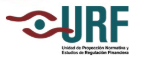 URF
Unidad de Proyección Normativa y
Estudios de Regulación Financiera